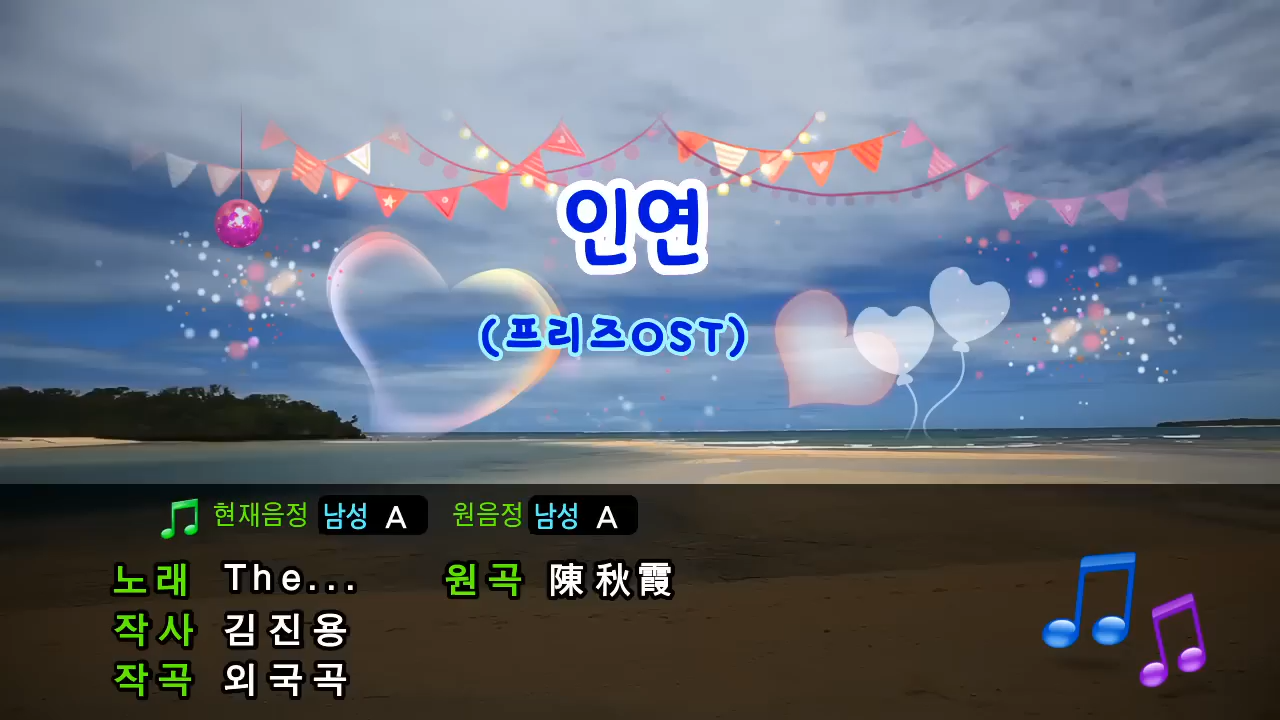 인연
(프리즈OST)
현재음정 남성 A 원음정 남성 A
노래 The... 원곡 陳秋霞
작사 김진용
작곡 외국곡